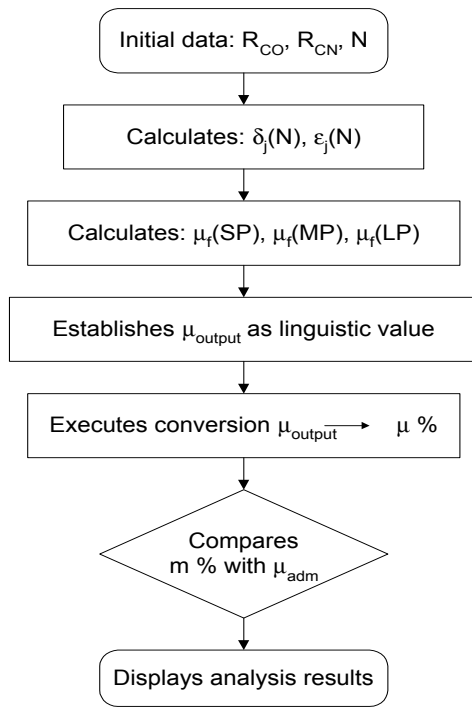 Initial data: R_CO, R_CN, N
Calculates: δ_j(N), ε_j(N)
Calculates: μ_f(SP), μ_f(MP), μ_f(LP)
Establishes μ_output as linguistic value
Executes conversion μ_output → μ %
Compares
m % with μ_adm
Displays analysis results